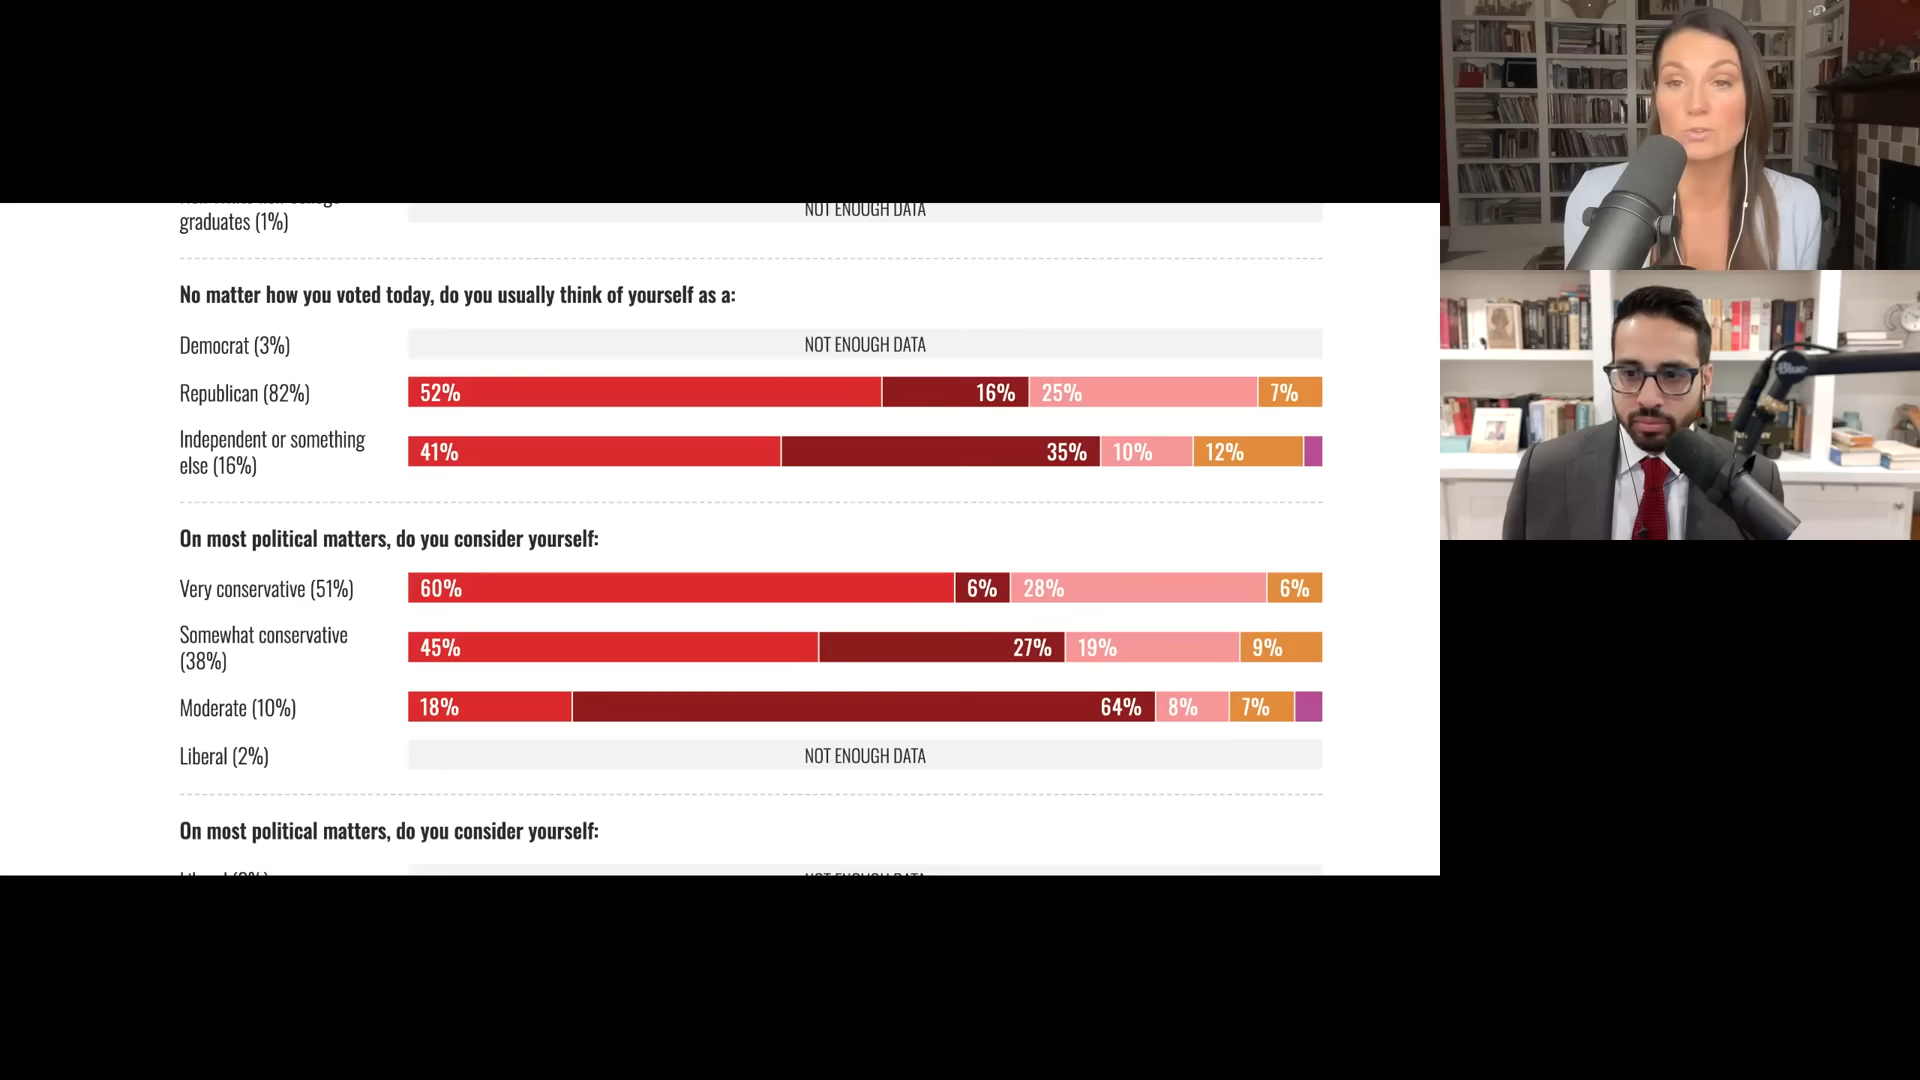 graduates (1%)
NOT ENOUGH DATA
No matter how you voted today, do you usually think of yourself as a:
Democrat (3%)
NOT ENOUGH DATA
Republican (82%)
52%
16%
25%
7%
Independent or something
else (16%)
41%
35%
10%
12%
On most political matters, do you consider yourself:
Very conservative (51%)
60%
6%
28%
6%
Somewhat conservative
(38%)
45%
27%
19%
9%
Moderate (10%)
18%
64%
8%
7%
Liberal (2%)
NOT ENOUGH DATA
On most political matters, do you consider yourself:
Blue